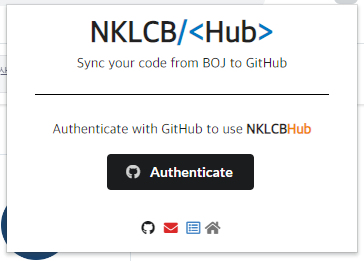 NKLCB/<Hub>
Sync your code from BOJ to GitHub
Authenticate with GitHub to use NKLCBHub
Authenticate